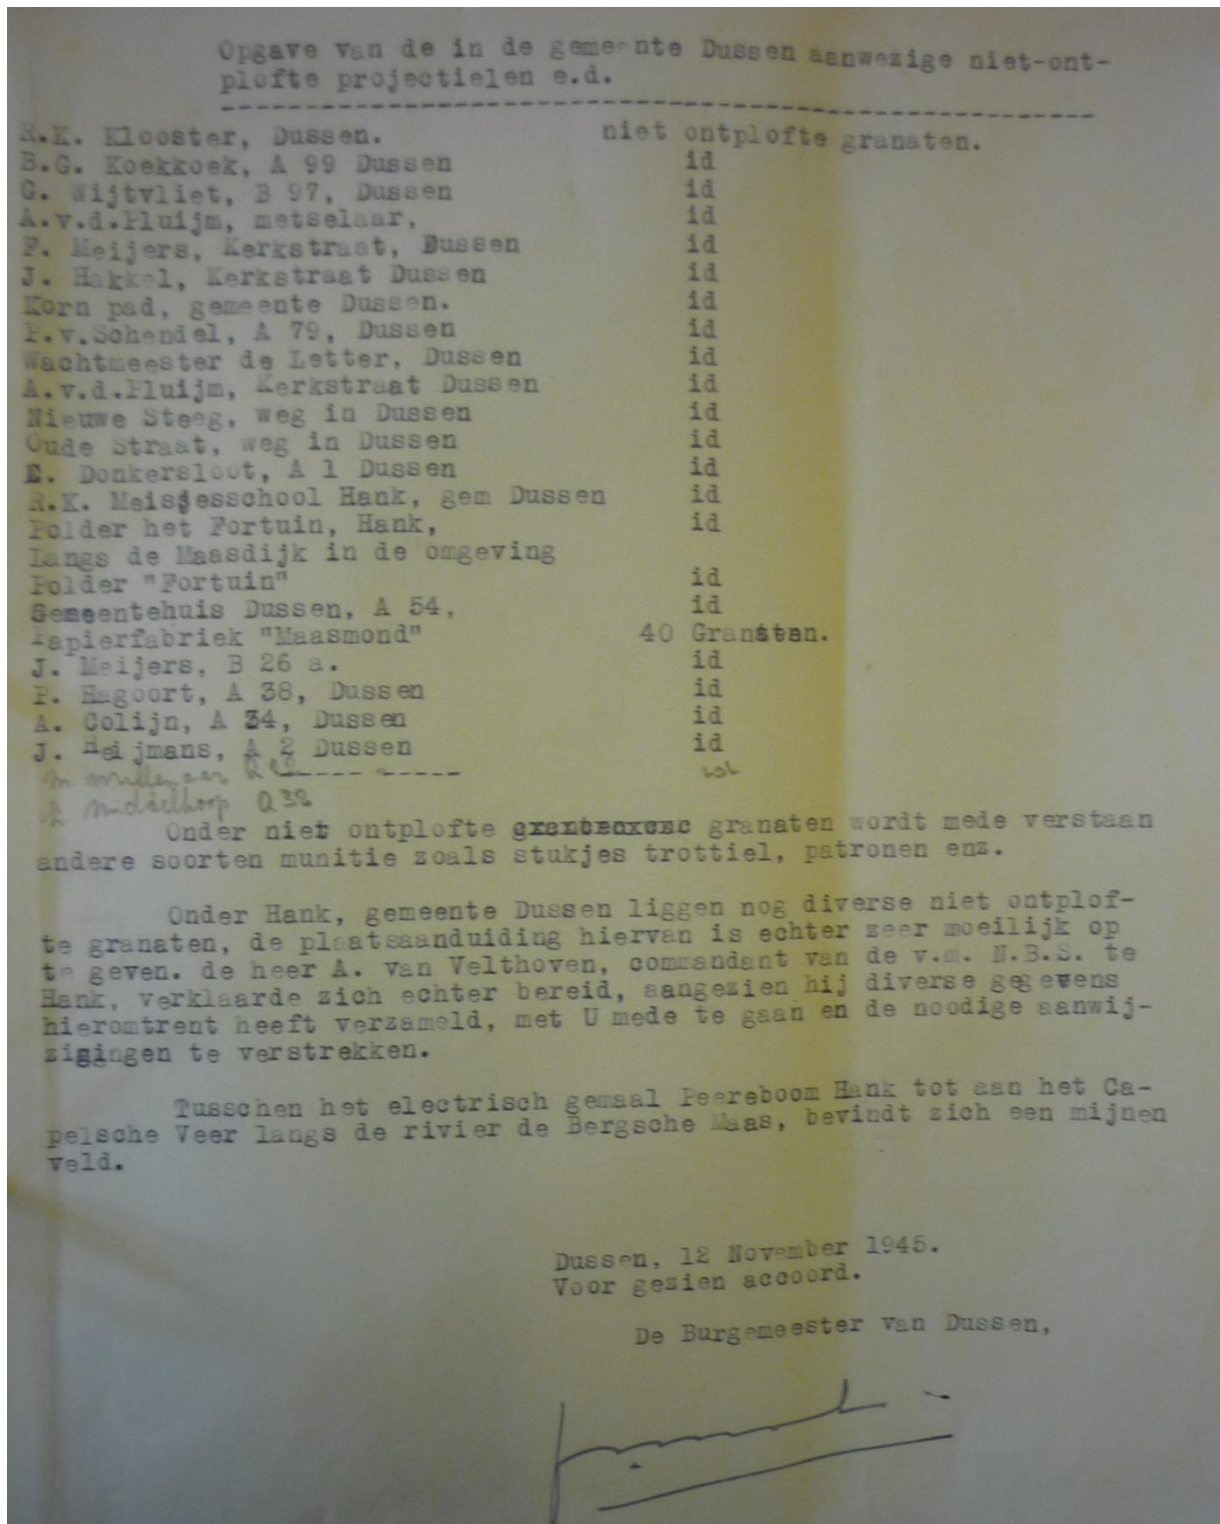 Opgave van de in de gemeente Dussen aanwezige niet-ont-
plofte projectielen e.d.
R.K. Klooster, Dussen. niet ontplofte granaten.
B.G. Koekkoek, A 99 Dussen id
G. Wijtvliet, B 97, Dussen id
A.v.d.Pluijm, metselaar, id
F. Meijers, Kerkstraat, Dussen id
J. Hakkel, Kerkstraat Dussen id
Korn pad, gemeente Dussen. id
P.v.Schendel, A 79, Dussen id
Wachtmeester de Letter, Dussen id
A.v.d.Pluijm, Kerkstraat Dussen id
Nieuwe Steeg, weg in Dussen id
Oude Straat, weg in Dussen id
E. Donkersloot, A 1 Dussen id
R.K. Meisjesschool Hank, gem Dussen id
Polder het Fortuin, Hank, id
Langs de Maasdijk in de omgeving
Polder "Fortuin" id
Gemeentehuis Dussen, A 54, id
Papierfabriek "Maasmond" 40 Granaten.
J. Meijers, B 26 a. id
P. Hagoort, A 38, Dussen id
A. Colijn, A 34, Dussen id
J. Heijmans, A 2 Dussen id
A 38
Onder niet ontplofte granaten wordt mede verstaan
andere soorten munitie zoals stukjes trottiel, patronen enz.
Onder Hank, gemeente Dussen liggen nog diverse niet ontplof-
te granaten, de plaatsaanduiding hiervan is echter zeer moeilijk op
te geven. de heer A. van Velthoven, commandant van de v.m. N.B.S. te
Hank, verklaarde zich echter bereid, aangezien hij diverse gegevens
hieromtrent heeft verzameld, met U mede te gaan en de noodige aanwij-
zigingen te verstrekken.
Tusschen het electrisch gemaal Peereboom Hank tot aan het Ca-
pelsche Veer langs de rivier de Bergsche Maas, bevindt zich een mijnen
veld.
Dussen, 12 November 1945.
Voor gezien accoord.
De Burgemeester van Dussen,